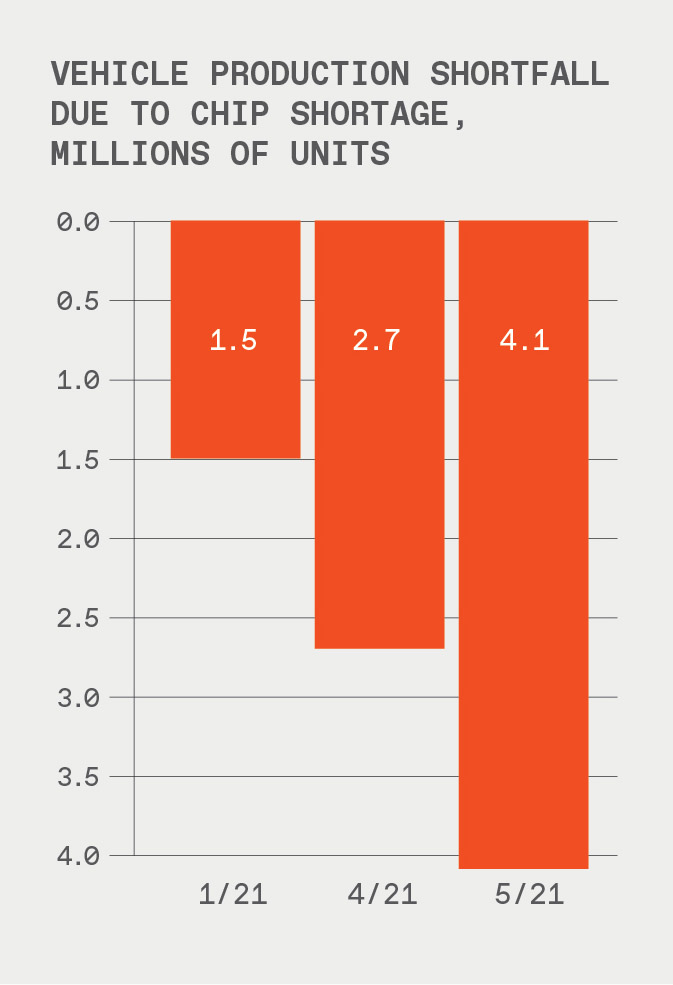 VEHICLE PRODUCTION SHORTFALL
DUE TO CHIP SHORTAGE,
MILLIONS OF UNITS
0.0
0.5
1.5 2.7 4.1
1.0
1.5
2.0
2.5
3.0
3.5
4.0
1/21 4/21 5/21